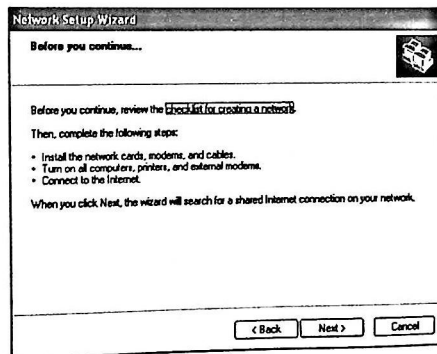 Network Setup Wizard
Before you continue...
Before you continue, review the checklist for creating a network.
Then, complete the following steps:
• Install the network cards, modems, and cables.
• Turn on all computers, printers, and external modems.
• Connect to the Internet.
When you click Next, the wizard will search for a shared Internet connection on your network.
< Back Next > Cancel